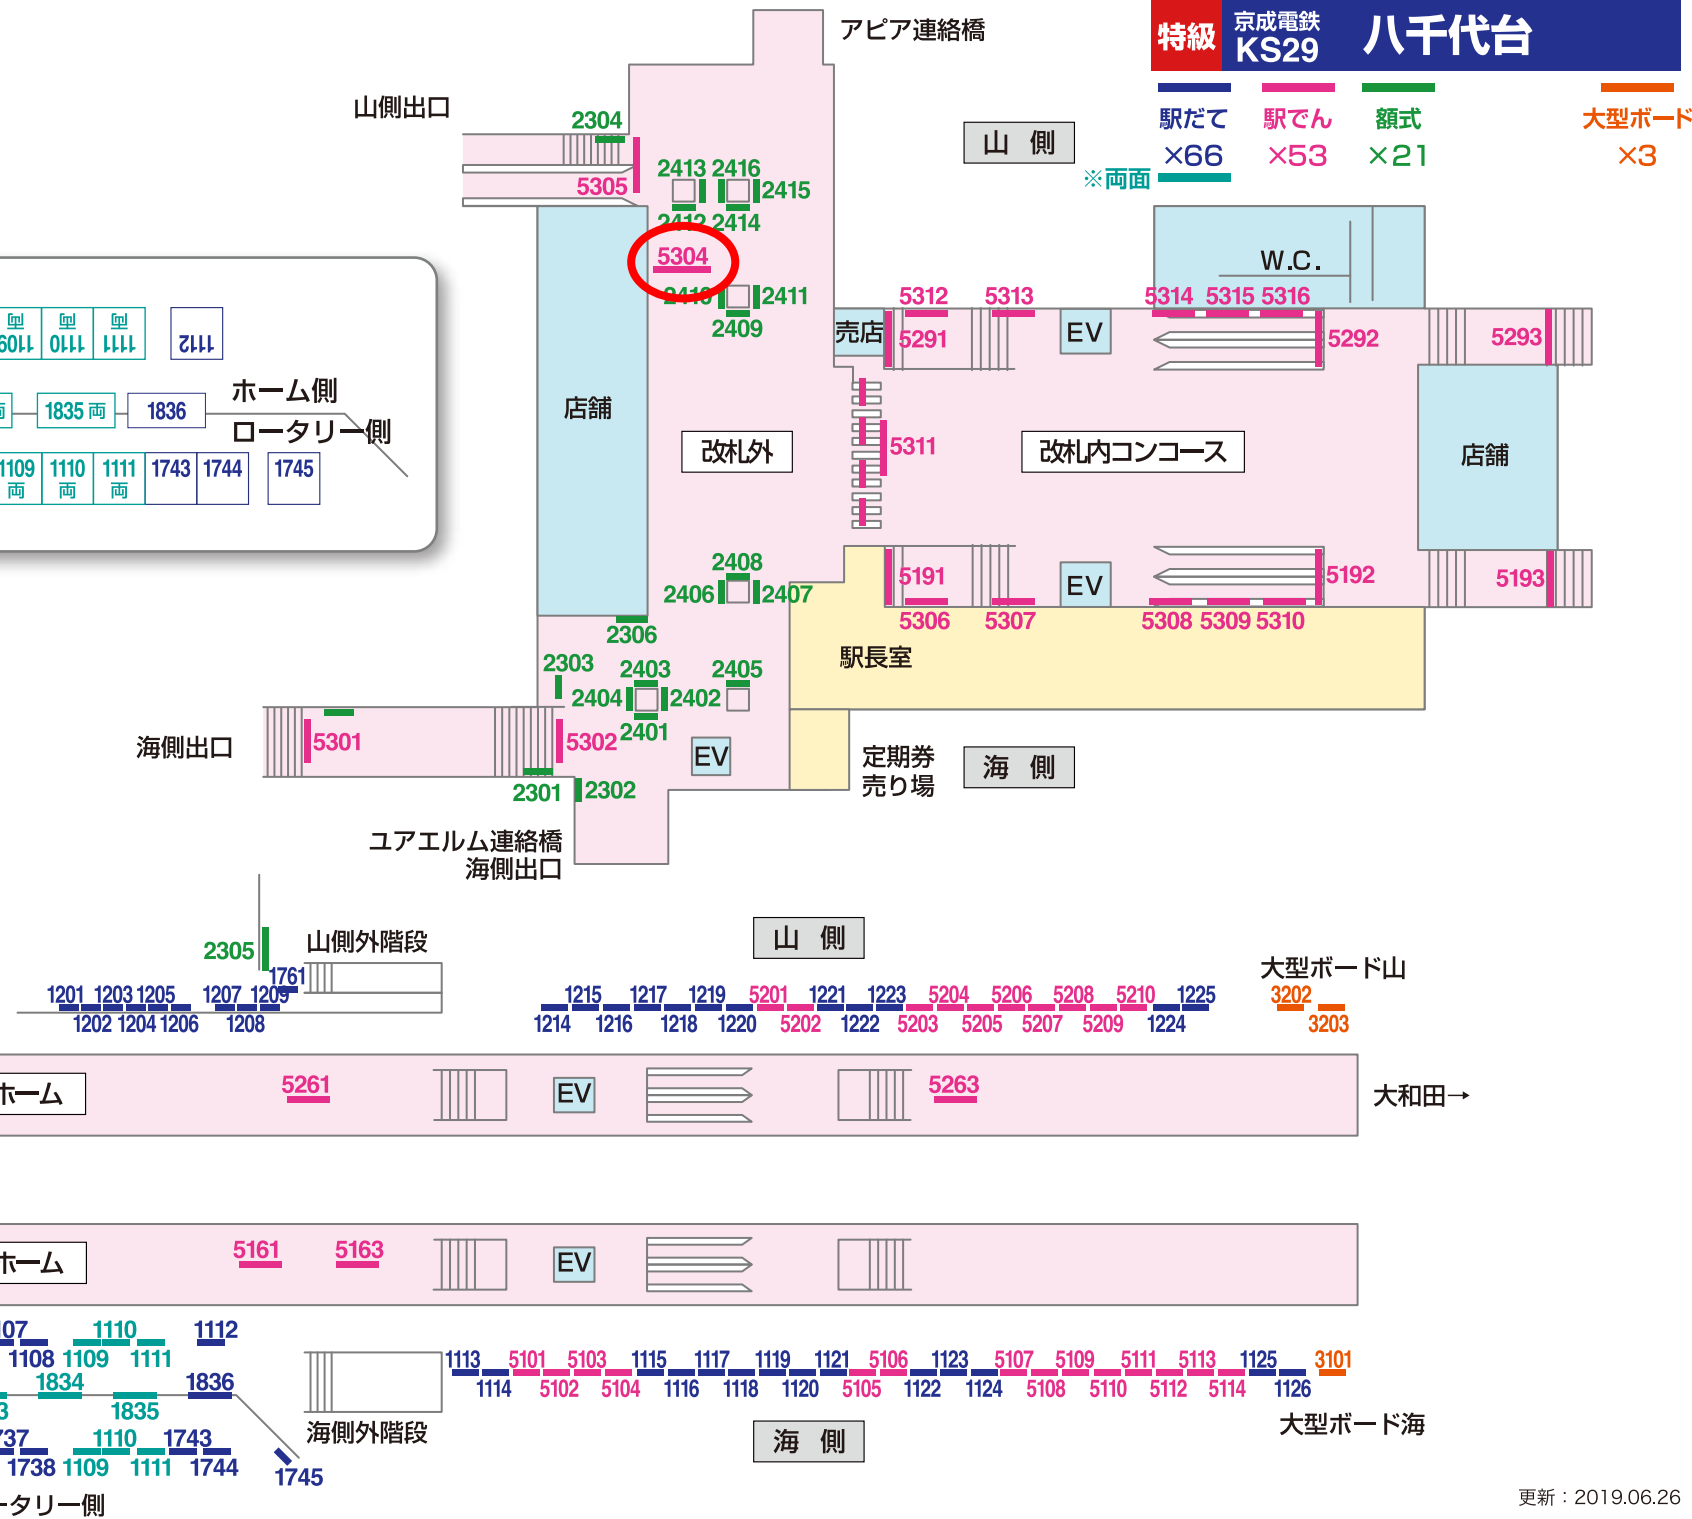 アピア連絡橋
特級
京成電鉄
KS29
八千代台
駅だて
×66
駅でん
×53
額式
×21
大型ボード
×3
※両面
山側出口
2304
山 側
5305
2413 2416
2415
2412 2414
5304
2410
2411
2409
W.C.
5312 5313 5314 5315 5316
売店
5291
EV
5292
5293
1109
1110
1111
1112
ホーム側
1835 両
1836
ロータリー側
1109
両
1110
両
1111
両
1743
1744
1745
店舗
改札外
5311
改札内コンコース
店舗
2408
2406
2407
5191
EV
5192
5193
5306 5307 5308 5309 5310
2306
駅長室
2303
2403
2405
2404
2402
2401
海側出口
5301
5302
EV
定期券
売り場
海 側
2301
2302
ユアエルム連絡橋
海側出口
2305
山側外階段
山 側
大型ボード山
1761
1201 1203 1205 1207 1209
1202 1204 1206 1208
1215 1217 1219 5201 1221 1223 5204 5206 5208 5210 1225
1214 1216 1218 1220 5202 1222 5203 5205 5207 5209 1224
3202
3203
ホーム
5261
EV
5263
大和田→
ホーム
5161
5163
EV
1110
1112
1108 1109 1111
1834
1836
1835
1110
1743
1738 1109 1111 1744
1745
海側外階段
1113 5101 5103 1115 1117 1119 1121 5106 1123 5107 5109 5111 5113 1125 3101
1114 5102 5104 1116 1118 1120 5105 1122 1124 5108 5110 5112 5114 1126
大型ボード海
海 側
ータリー側
更新：2019.06.26